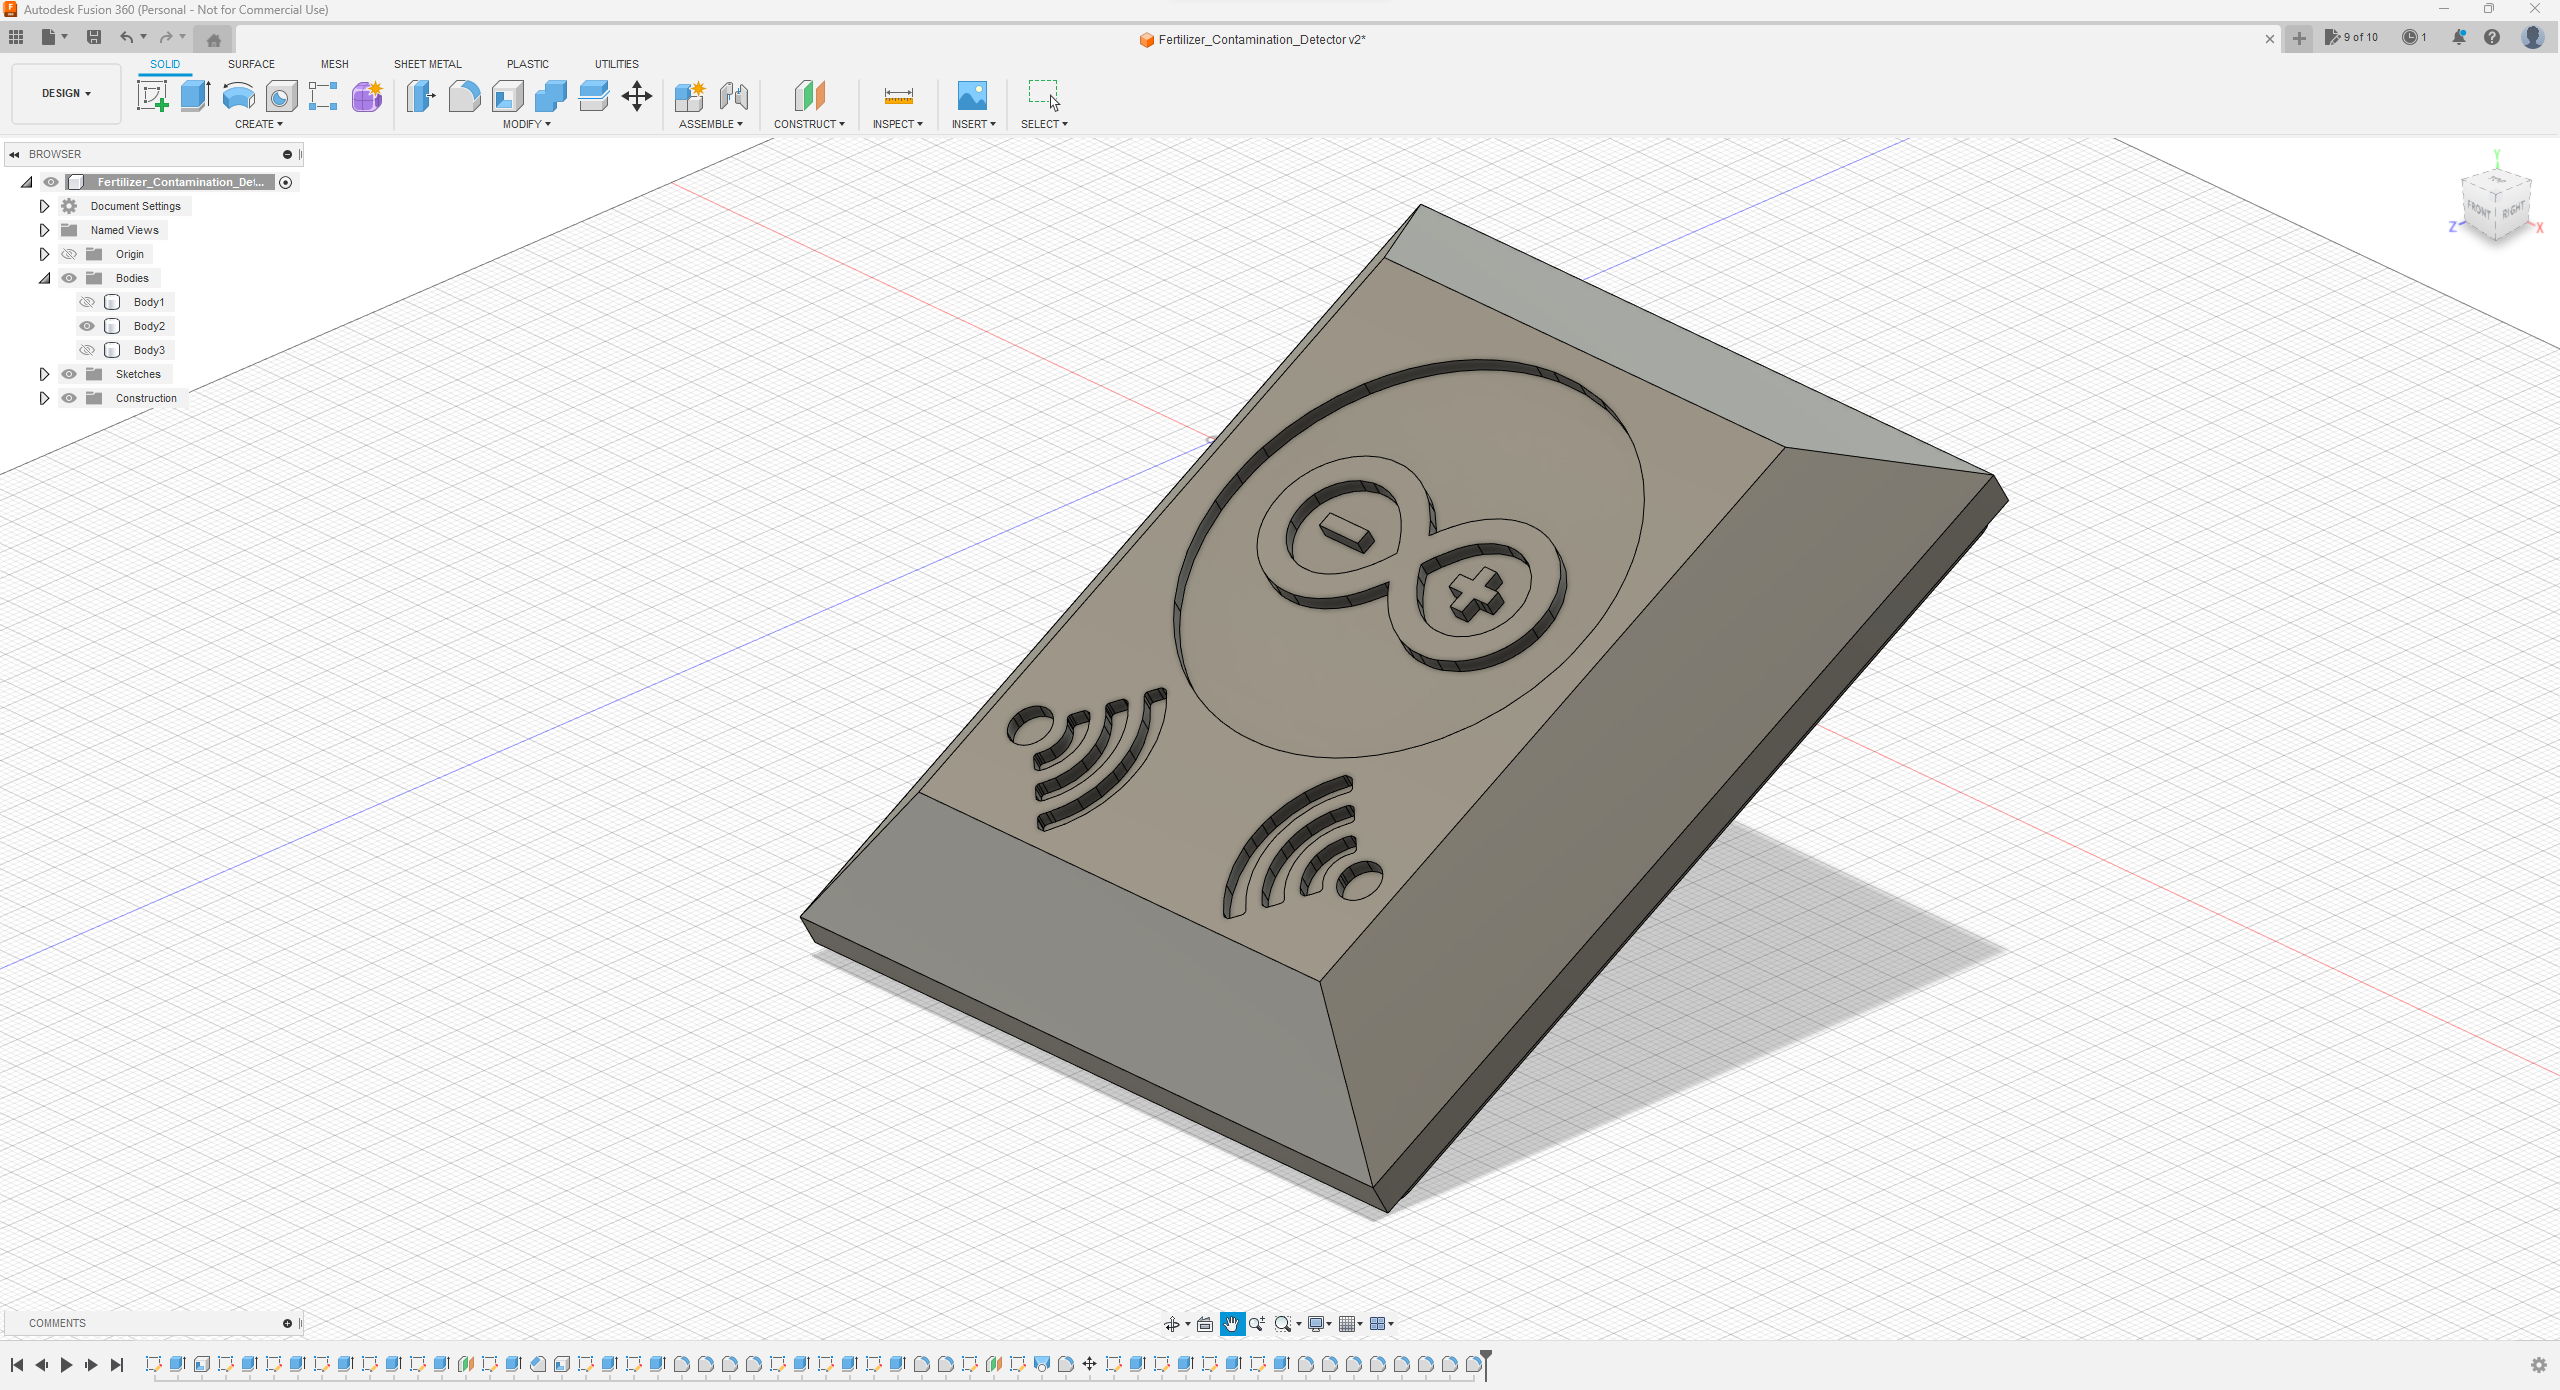 Autodesk Fusion 360 (Personal - Not for Commercial Use)
Fertilizer_Contamination_Detector v2*
9 of 10
1
DESIGN
SOLID
SURFACE
MESH
SHEET METAL
PLASTIC
UTILITIES
CREATE
MODIFY
ASSEMBLE
CONSTRUCT
INSPECT
INSERT
SELECT
BROWSER
Fertilizer_Contamination_Det...
Document Settings
Named Views
Origin
Bodies
Body1
Body2
Body3
Sketches
Construction
Y
FRONT
RIGHT
Z
X
COMMENTS